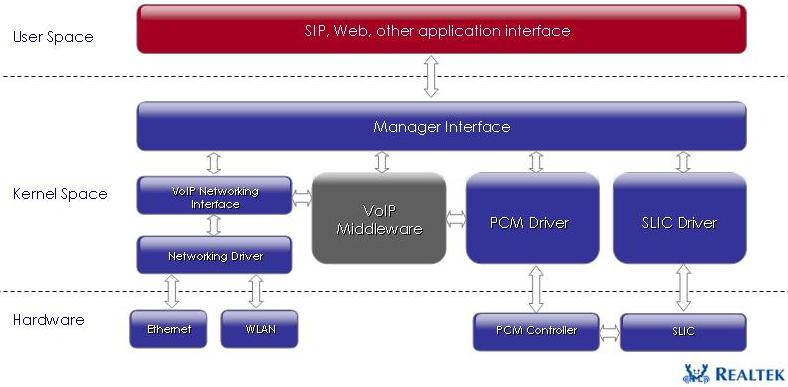 User Space
SIP, Web, other application interface
Manager Interface
Kernel Space
VoIP Networking
Interface
VoIP
Middleware
PCM Driver
SLIC Driver
Networking Driver
Hardware
Ethernet
WLAN
PCM Controller
SLIC
REALTEK